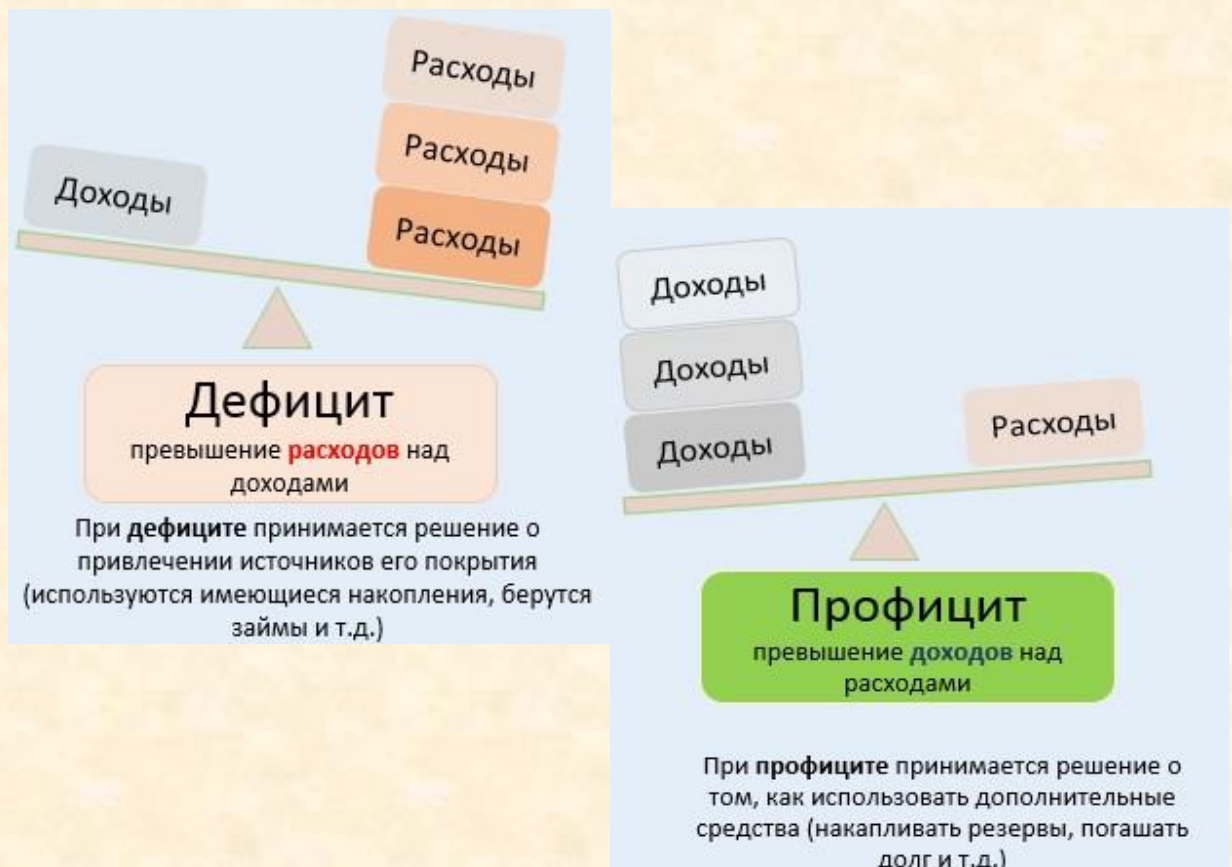 Расходы
Расходы
Расходы
Доходы
Дефицит
превышение расходов над
доходами
При дефиците принимается решение о
привлечении источников его покрытия
(используются имеющиеся накопления, берутся
займы и т.д.)
Доходы
Доходы
Доходы
Расходы
Профицит
превышение доходов над
расходами
При профиците принимается решение о
том, как использовать дополнительные
средства (накапливать резервы, погашать
долг и т.д.)